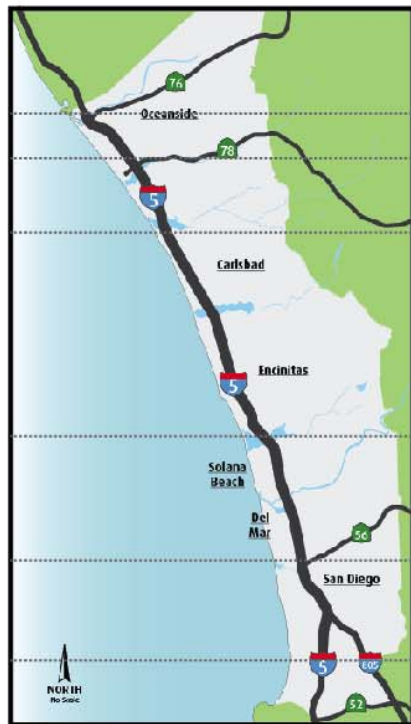 76
Oceanside
78
5
Carlsbad
Encinitas
5
Solana
Beach
Del
Mar
56
San Diego
5
805
52
NORTH
No Scale